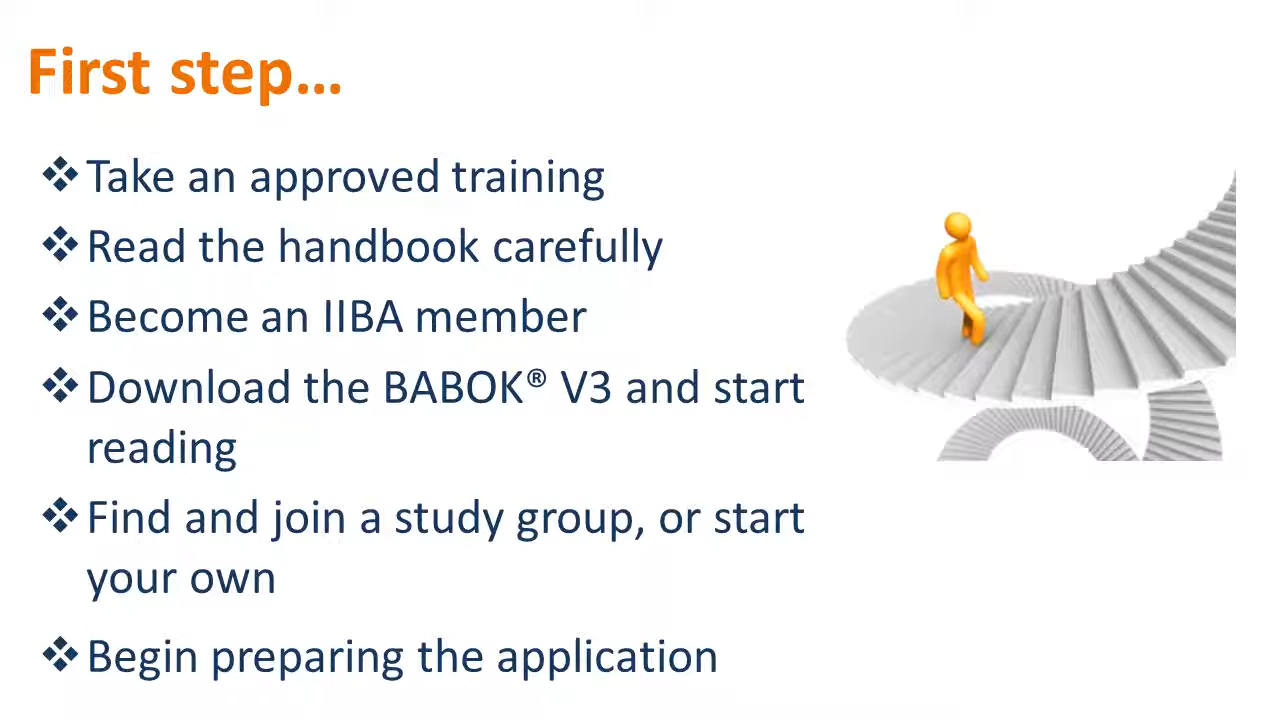 First step...
❖ Take an approved training
❖ Read the handbook carefully
❖ Become an IIBA member
❖ Download the BABOK® V3 and start
reading
❖ Find and join a study group, or start
your own
❖ Begin preparing the application